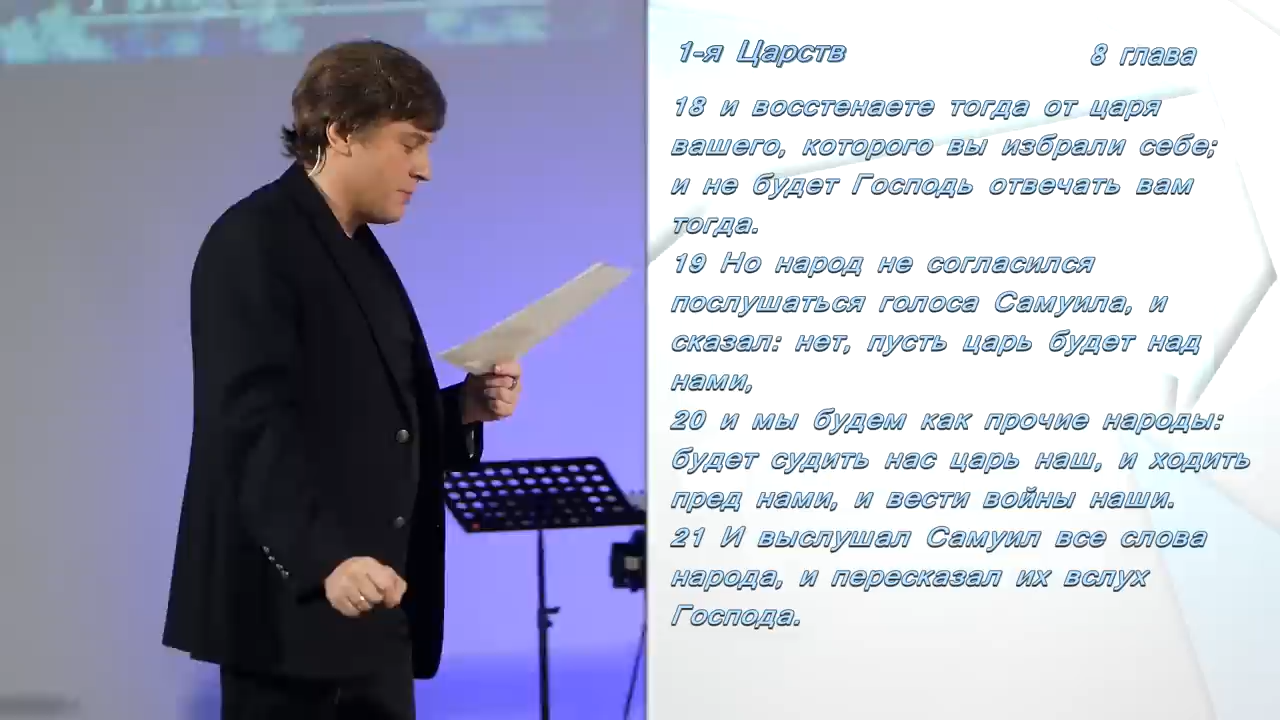 1-я Царств 8 глава
18 и восстенаете тогда от царя
вашего, которого вы избрали себе;
и не будет Господь отвечать вам
тогда.
19 Но народ не согласился
послушаться голоса Самуила, и
сказал: нет, пусть царь будет над
нами,
20 и мы будем как прочие народы:
будет судить нас царь наш, и ходить
пред нами, и вести войны наши.
21 И выслушал Самуил все слова
народа, и пересказал их вслух
Господа.